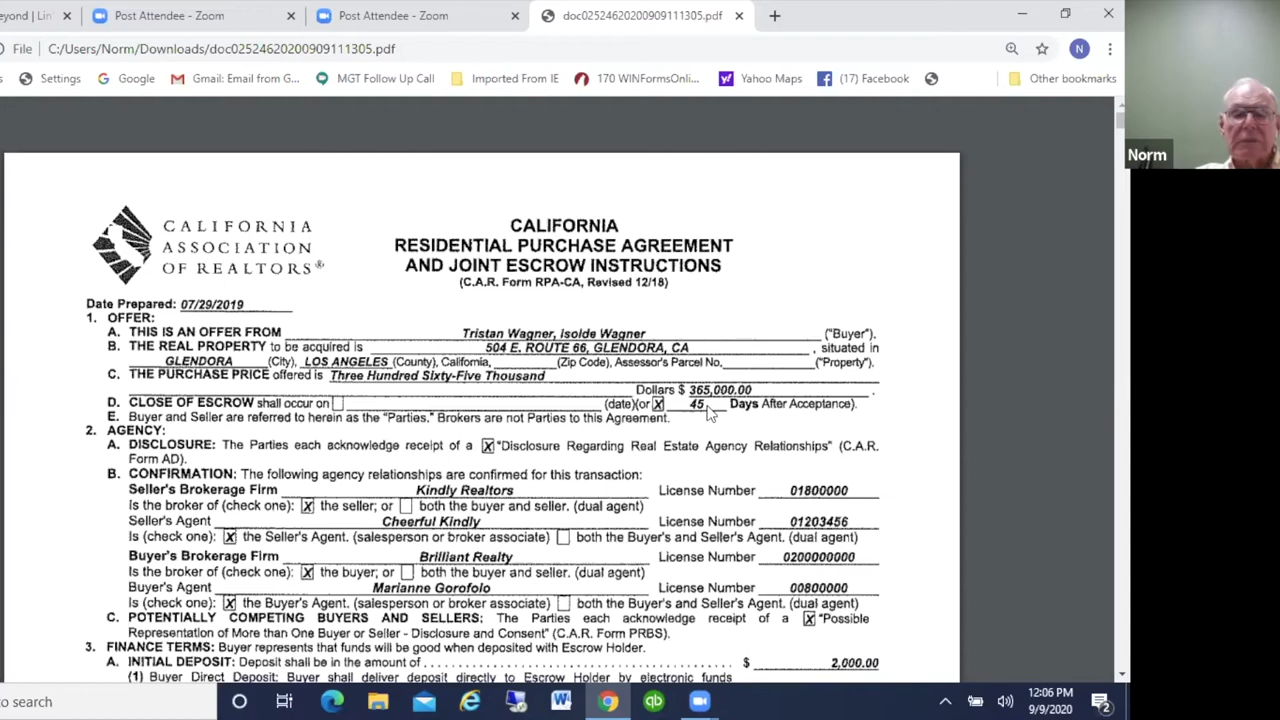 eyond | Lin
Post Attendee - Zoom
Post Attendee - Zoom
doc02524620200909111305.pdf
File C:/Users/Norm/Downloads/doc02524620200909111305.pdf
Settings Google Gmail: Email from G... MGT Follow Up Call Imported From IE 170 WINFormsOnli... Yahoo Maps (17) Facebook Other bookmarks
Norm
CALIFORNIA
ASSOCIATION
OF REALTORS®
CALIFORNIA
RESIDENTIAL PURCHASE AGREEMENT
AND JOINT ESCROW INSTRUCTIONS
(C.A.R. Form RPA-CA, Revised 12/18)
Date Prepared: 07/29/2019
1. OFFER:
A. THIS IS AN OFFER FROM Tristan Wagner, Isolde Wagner ("Buyer").
B. THE REAL PROPERTY to be acquired is 504 E. ROUTE 66, GLENDORA, CA , situated in
GLENDORA (City), LOS ANGELES (County), California, (Zip Code), Assessor's Parcel No. ("Property").
C. THE PURCHASE PRICE offered is Three Hundred Sixty-Five Thousand
Dollars $ 365,000.00 .
D. CLOSE OF ESCROW shall occur on (date)(or X 45 Days After Acceptance).
E. Buyer and Seller are referred to herein as the "Parties." Brokers are not Parties to this Agreement.
2. AGENCY:
A. DISCLOSURE: The Parties each acknowledge receipt of a X "Disclosure Regarding Real Estate Agency Relationships" (C.A.R.
Form AD).
B. CONFIRMATION: The following agency relationships are confirmed for this transaction:
Seller's Brokerage Firm Kindly Realtors License Number 01800000
Is the broker of (check one): X the seller; or both the buyer and seller. (dual agent)
Seller's Agent Cheerful Kindly License Number 01203456
Is (check one): X the Seller's Agent. (salesperson or broker associate) both the Buyer's and Seller's Agent. (dual agent)
Buyer's Brokerage Firm Brilliant Realty License Number 0200000000
Is the broker of (check one): X the buyer; or both the buyer and seller. (dual agent)
Buyer's Agent Marianne Gorofolo License Number 00800000
Is (check one): X the Buyer's Agent. (salesperson or broker associate) both the Buyer's and Seller's Agent. (dual agent)
C. POTENTIALLY COMPETING BUYERS AND SELLERS: The Parties each acknowledge receipt of a X "Possible
Representation of More than One Buyer or Seller - Disclosure and Consent" (C.A.R. Form PRBS).
3. FINANCE TERMS: Buyer represents that funds will be good when deposited with Escrow Holder.
A. INITIAL DEPOSIT: Deposit shall be in the amount of $ 2,000.00
(1) Buyer Direct Deposit: Buyer shall deliver deposit directly to Escrow Holder by electronic funds
to search
12:06 PM
9/9/2020
2
N